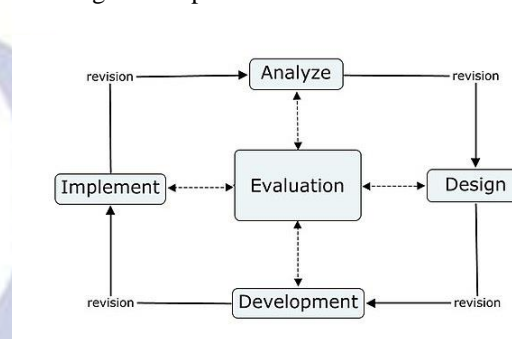 Analyze
revision
revision
Implement
Evaluation
Design
revision
Development
revision